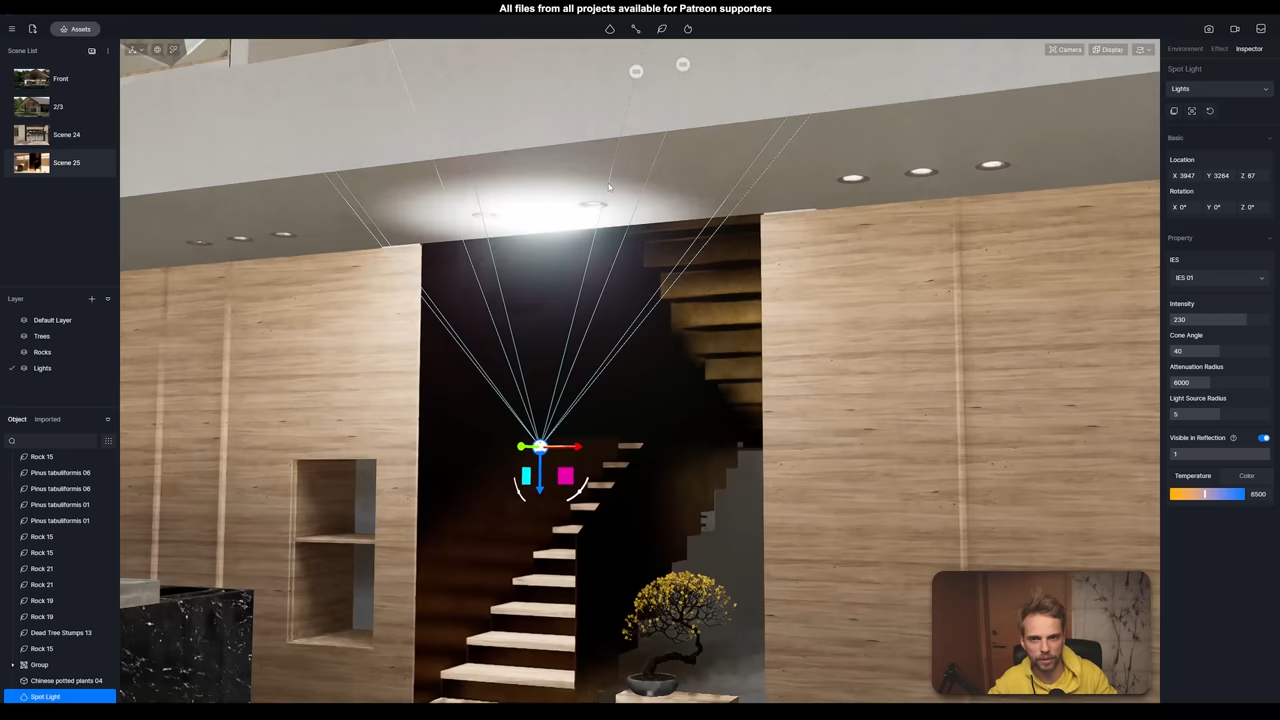 All files from all projects available for Patreon supporters
Assets
Scene List
Front
2/3
Scene 24
Scene 25
Layer
Default Layer
Trees
Rocks
Lights
Object Imported
Rock 15
Pinus tabuliformis 06
Pinus tabuliformis 06
Pinus tabuliformis 01
Pinus tabuliformis 01
Rock 15
Rock 15
Rock 21
Rock 21
Rock 19
Rock 19
Dead Tree Stumps 13
Rock 15
Group
Chinese potted plants 04
Spot Light
Camera Display
Environment Effect Inspector
Spot Light
Lights
Basic
Location
X 3947 Y 3264 Z 67
Rotation
X 0° Y 0° Z 0°
Property
IES
IES 01
Intensity
230
Cone Angle
40
Attenuation Radius
6000
Light Source Radius
5
Visible in Reflection
1
Temperature Color
6500